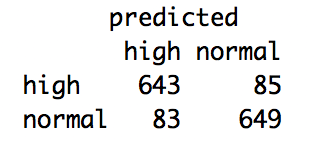 predicted
high normal
high 643 85
normal 83 649